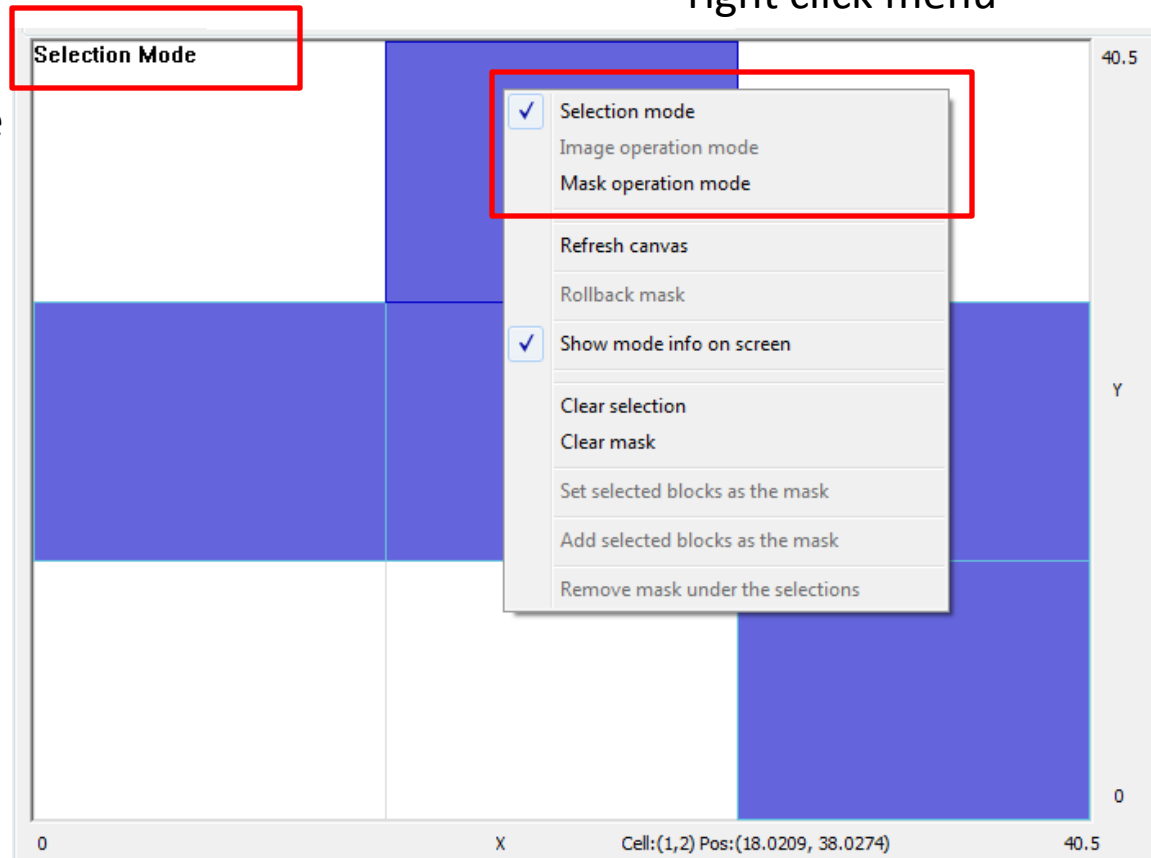 right click menu
Selection Mode
40.5
Selection mode
Image operation mode
Mask operation mode
Refresh canvas
Rollback mask
Show mode info on screen
Y
Clear selection
Clear mask
Set selected blocks as the mask
Add selected blocks as the mask
Remove mask under the selections
0
0 X Cell:(1,2) Pos:(18.0209, 38.0274) 40.5